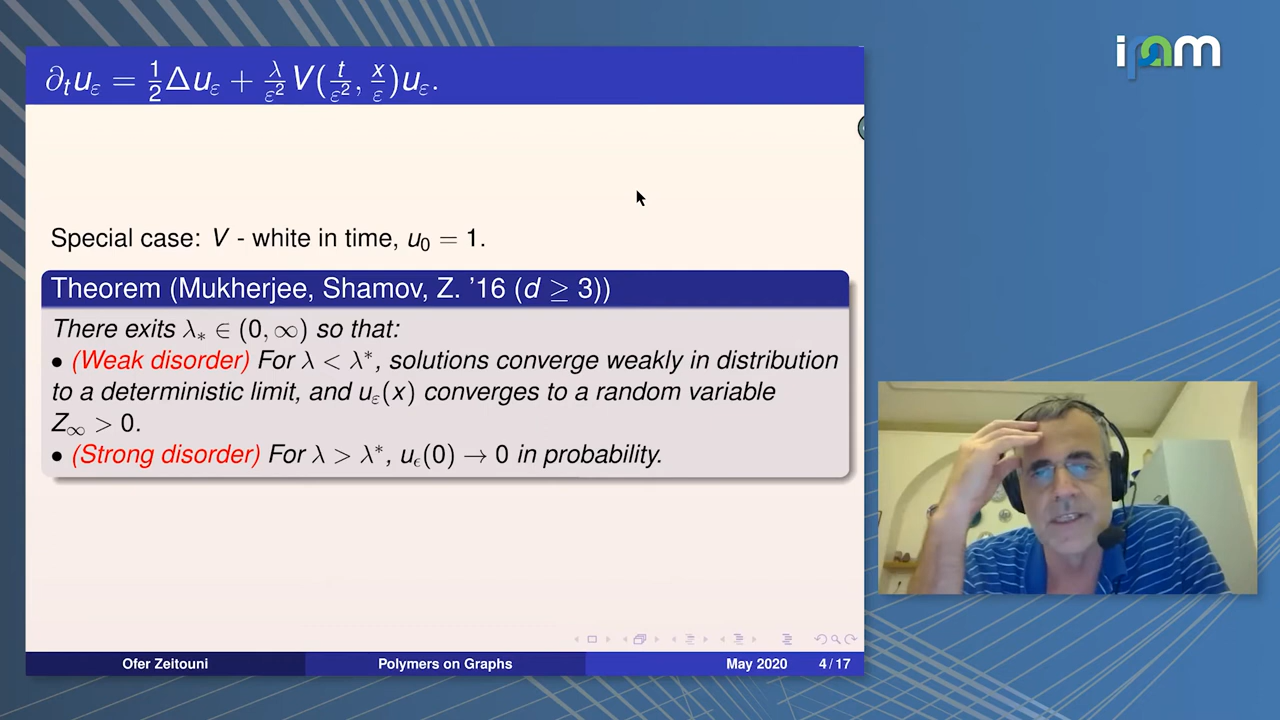 ipam
∂ₜu_ε = ½Δu_ε + λ/ε² V(t/ε², x/ε)u_ε.
Special case: V - white in time, u₀ = 1.
Theorem (Mukherjee, Shamov, Z. '16 (d ≥ 3))
There exits λ_* ∈ (0, ∞) so that:
• (Weak disorder) For λ < λ*, solutions converge weakly in distribution
to a deterministic limit, and u_ε(x) converges to a random variable
Z_∞ > 0.
• (Strong disorder) For λ > λ*, u_ϵ(0) → 0 in probability.
Ofer Zeitouni Polymers on Graphs May 2020 4/17